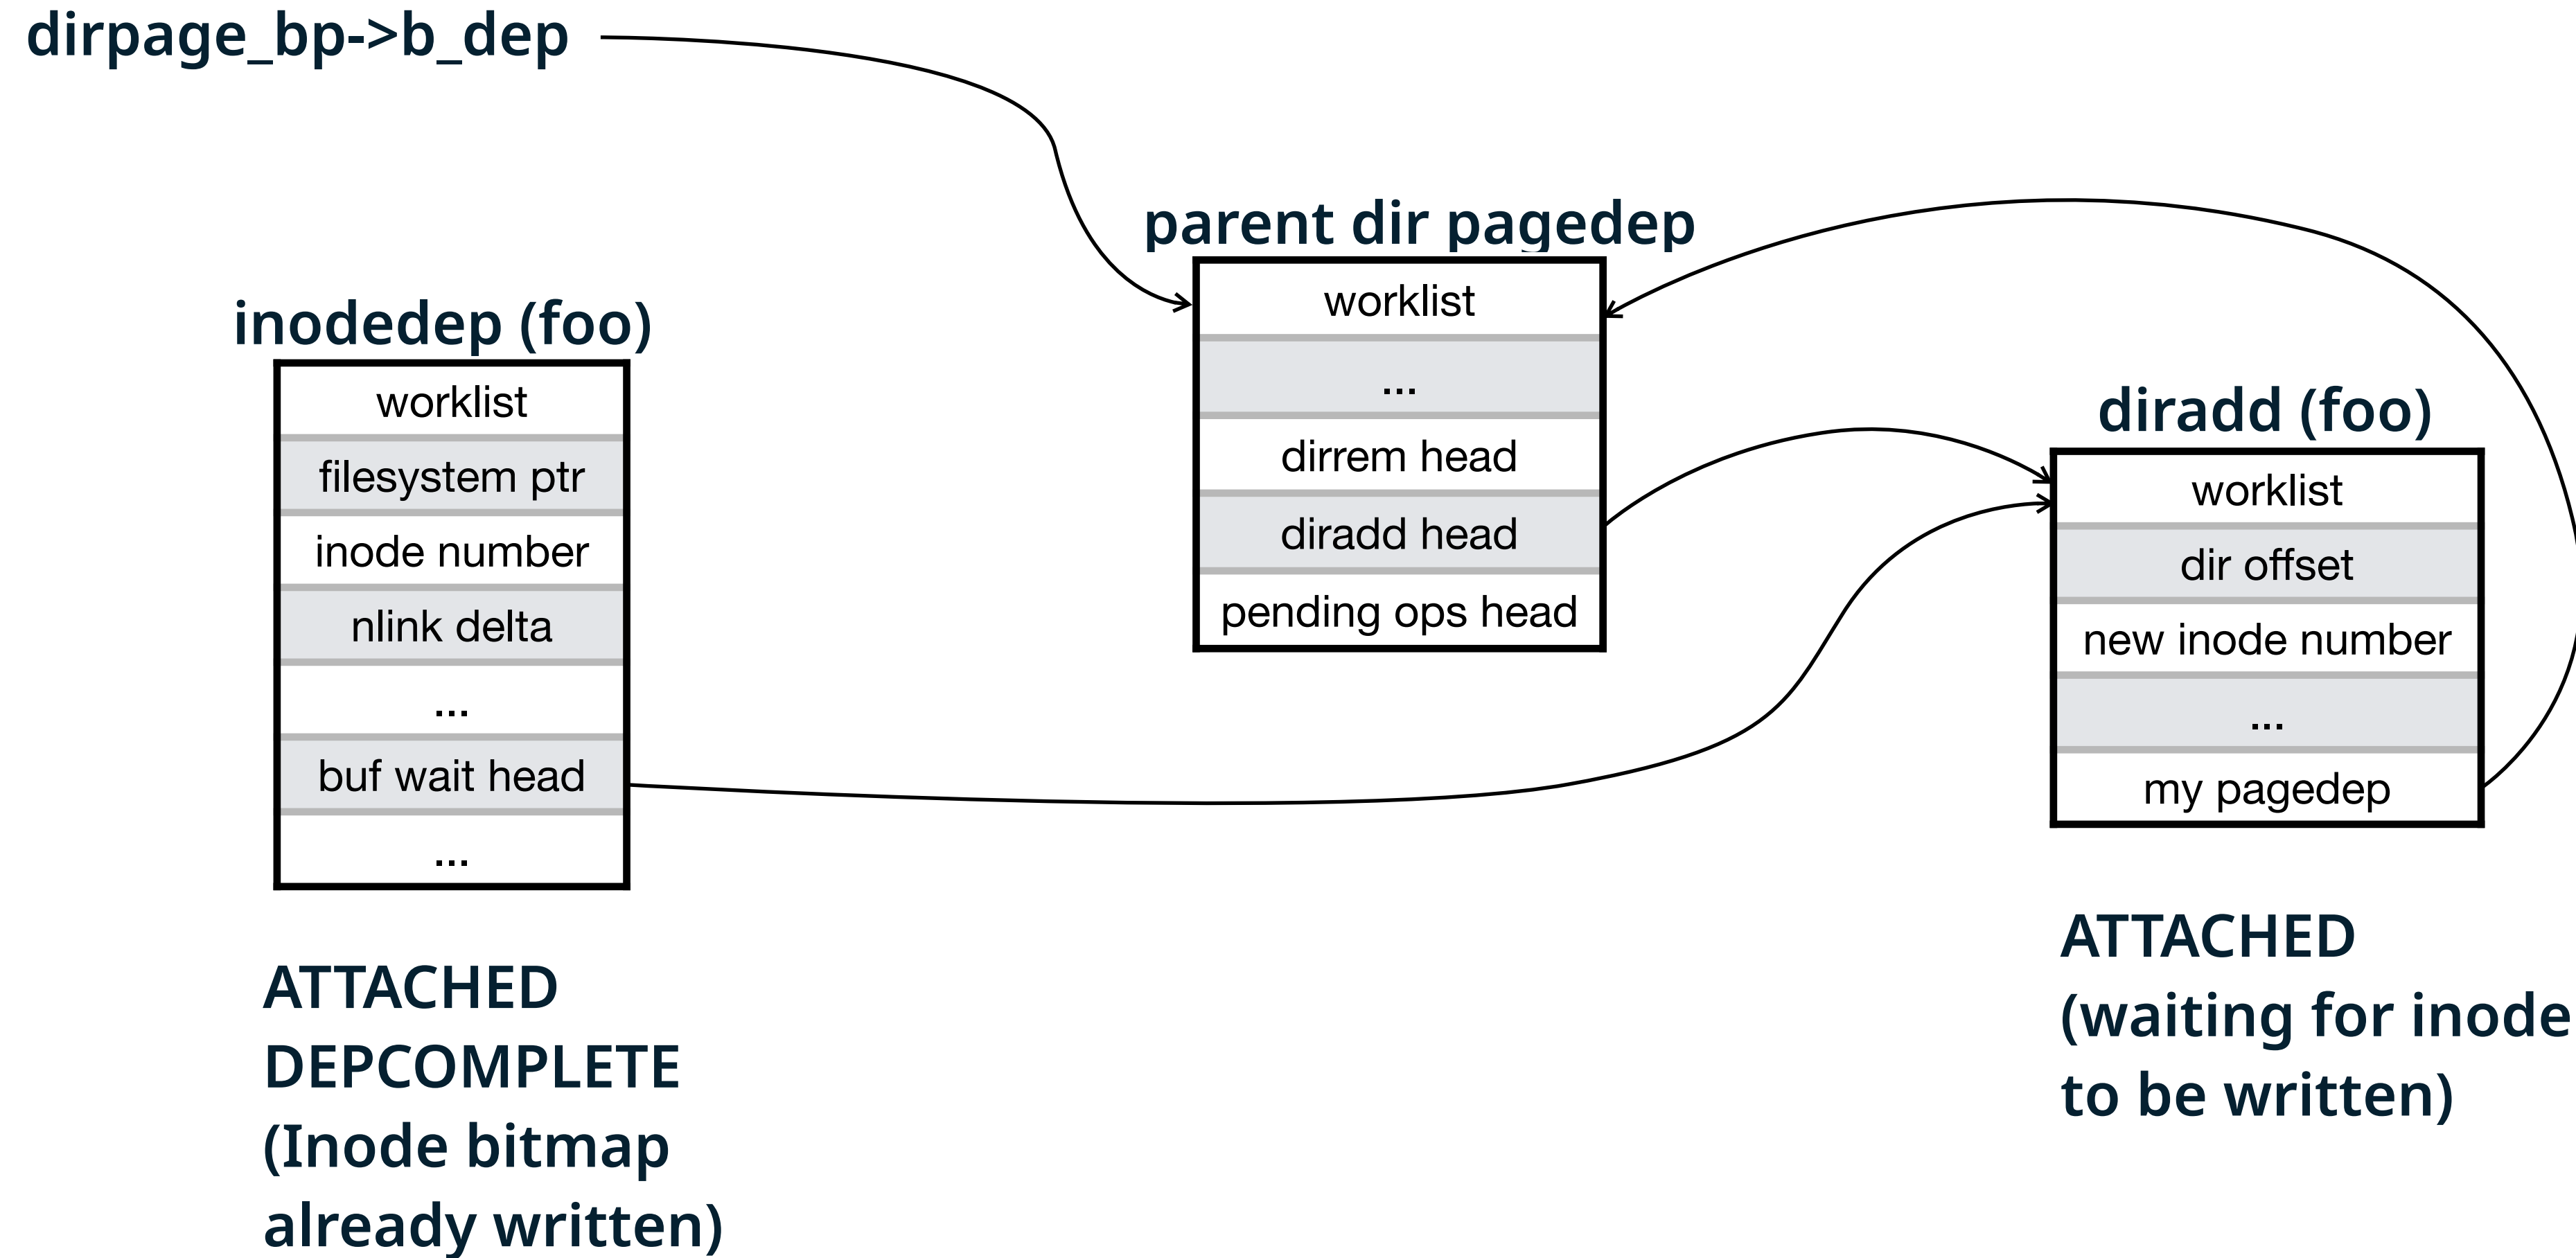 dirpage_bp->b_dep
parent dir pagedep
worklist
...
dirrem head
diradd head
pending ops head
inodedep (foo)
worklist
filesystem ptr
inode number
nlink delta
...
buf wait head
...
ATTACHED
DEPCOMPLETE
(Inode bitmap
already written)
diradd (foo)
worklist
dir offset
new inode number
...
my pagedep
ATTACHED
(waiting for inode
to be written)